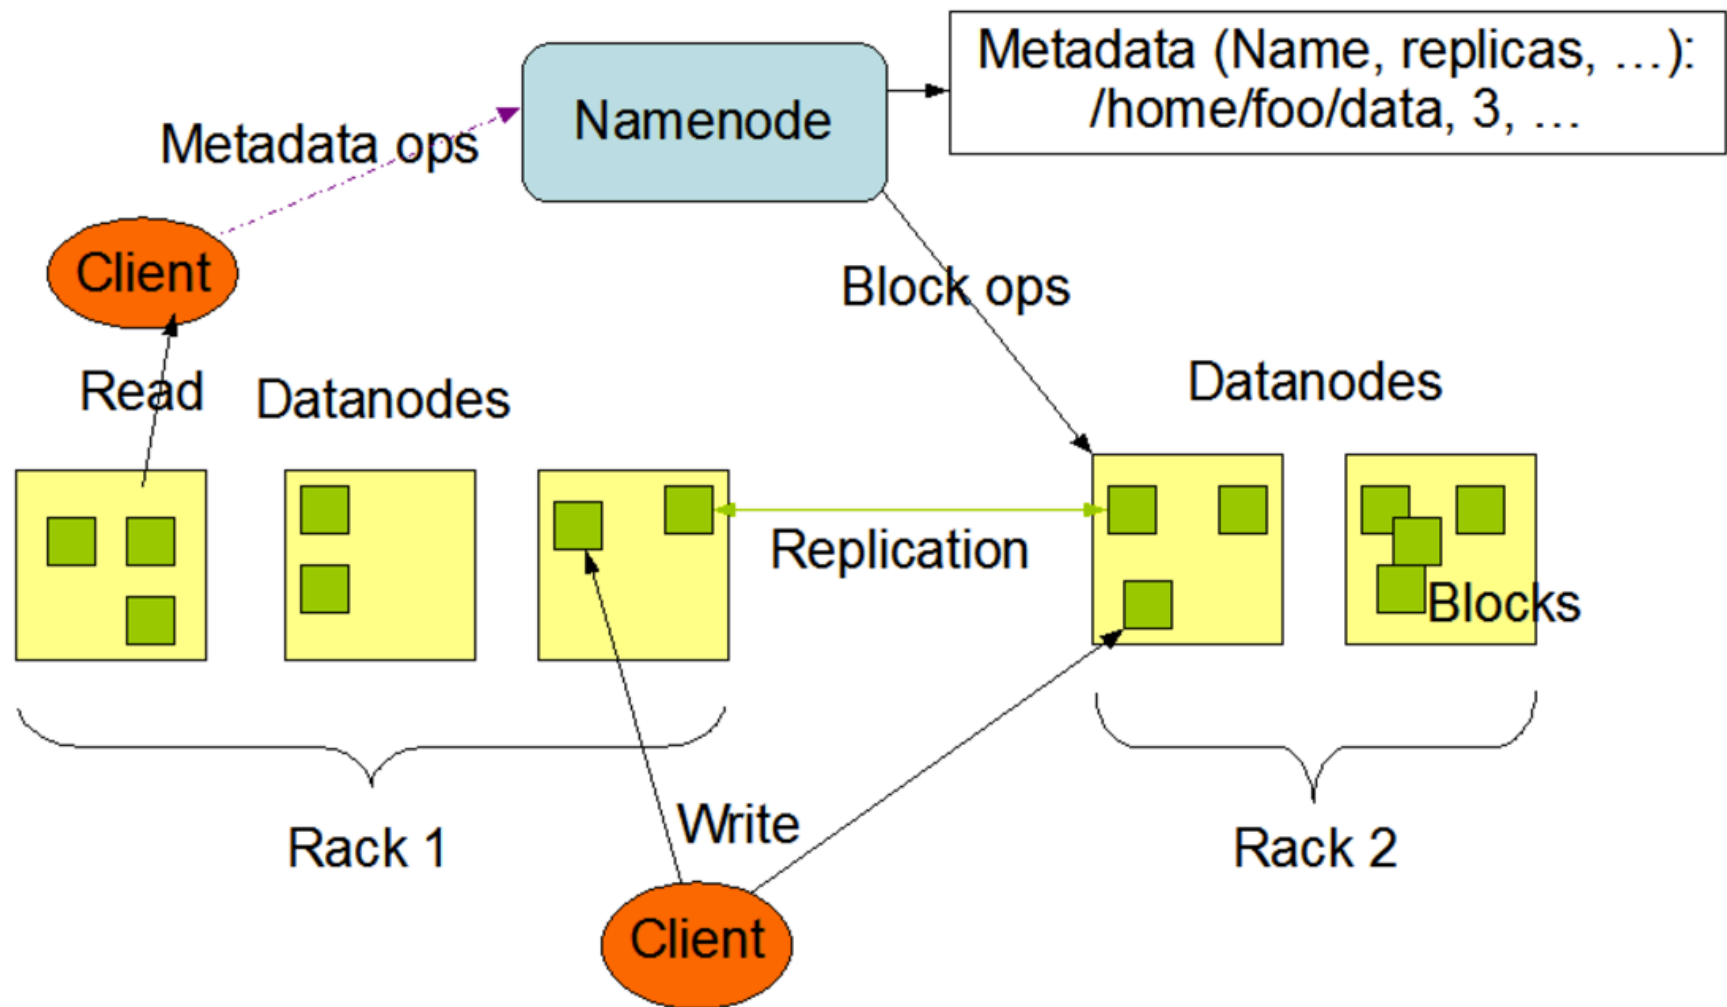 Metadata (Name, replicas, …):
/home/foo/data, 3, …
Namenode
Metadata ops
Client
Block ops
Read
Datanodes
Datanodes
Replication
Blocks
Rack 1
Write
Rack 2
Client